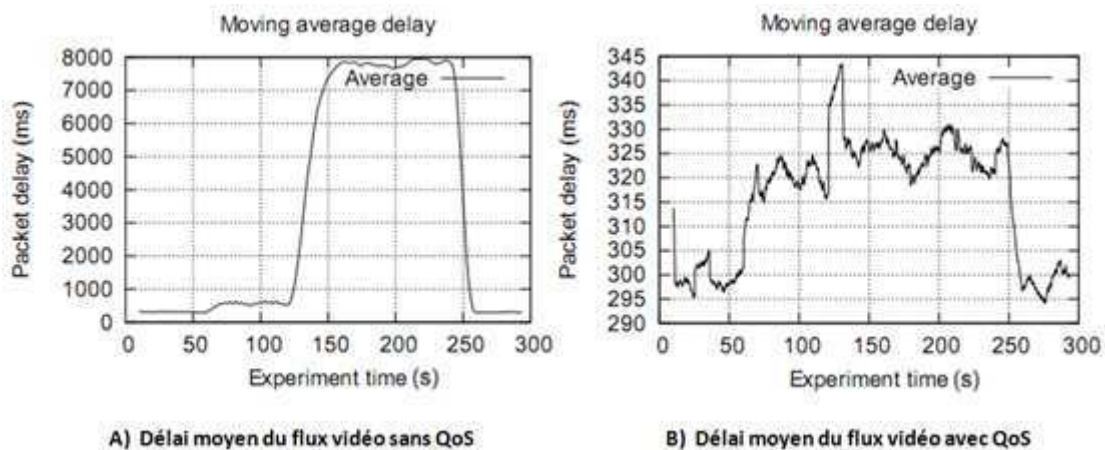 Moving average delay
8000
7000
6000
5000
4000
3000
2000
1000
0
Average
Packet delay (ms)
0 50 100 150 200 250 300
Experiment time (s)
A) Délai moyen du flux vidéo sans QoS
Moving average delay
345
340
335
330
325
320
315
310
305
300
295
290
Average
Packet delay (ms)
0 50 100 150 200 250 300
Experiment time (s)
B) Délai moyen du flux vidéo avec QoS